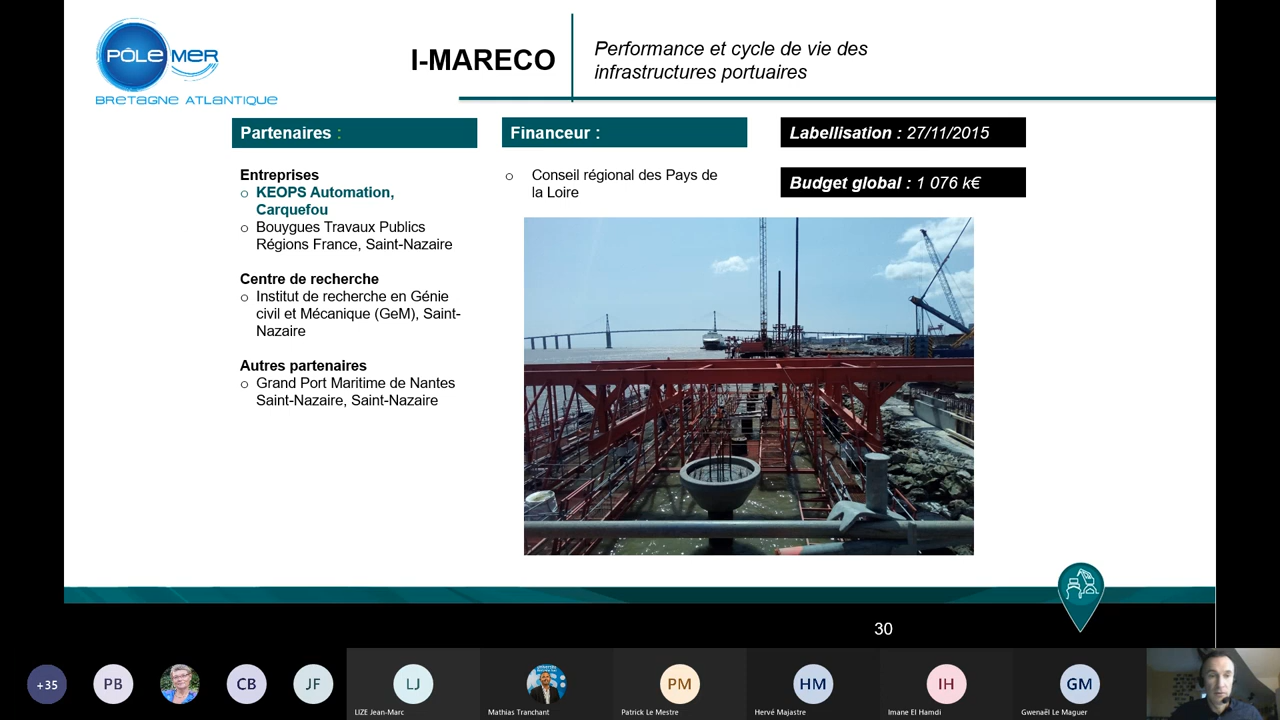 PÔLE MER
BRETAGNE ATLANTIQUE
I-MARECO
Performance et cycle de vie des
infrastructures portuaires
Partenaires :
Entreprises
o KEOPS Automation,
Carquefou
o Bouygues Travaux Publics
Régions France, Saint-Nazaire
Centre de recherche
o Institut de recherche en Génie
civil et Mécanique (GeM), Saint-
Nazaire
Autres partenaires
o Grand Port Maritime de Nantes
Saint-Nazaire, Saint-Nazaire
Financeur :
o Conseil régional des Pays de
la Loire
Labellisation : 27/11/2015
Budget global : 1 076 k€
30
+35
PB
CB
JF
LJ
LIZE Jean-Marc
Mathias Tranchant
PM
Patrick Le Mestre
HM
Hervé Majastre
IH
Imane El Hamdi
GM
Gwenaël Le Maguer